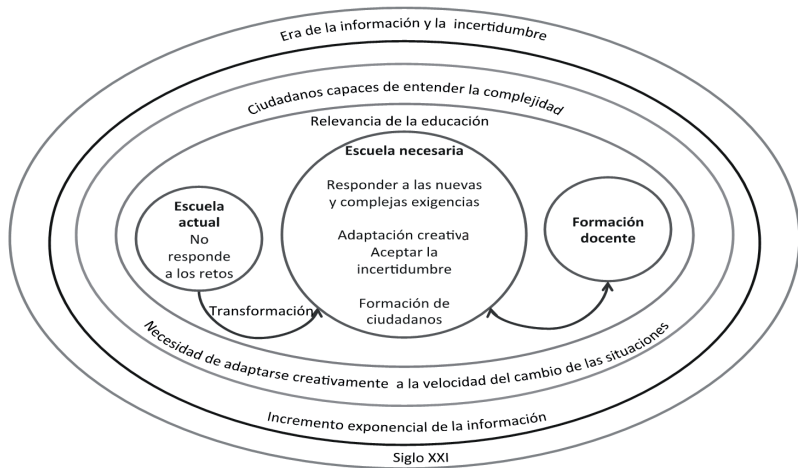 Era de la información y la incertidumbre
Ciudadanos capaces de entender la complejidad
Relevancia de la educación
Escuela necesaria
Responder a las nuevas
y complejas exigencias
Adaptación creativa
Aceptar la
incertidumbre
Formación de
ciudadanos
Escuela
actual
No
responde
a los retos
Transformación
Formación
docente
Necesidad de adaptarse creativamente a la velocidad del cambio de las situaciones
Incremento exponencial de la información
Siglo XXI